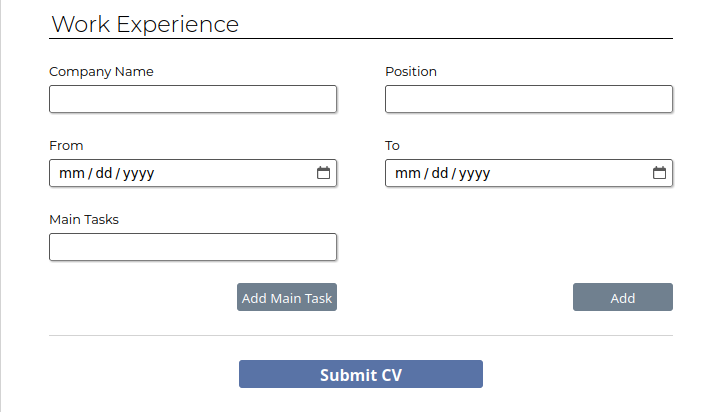 Work Experience
Company Name
Position
From
To
mm / dd / yyyy
mm / dd / yyyy
Main Tasks
Add Main Task
Add
Submit CV